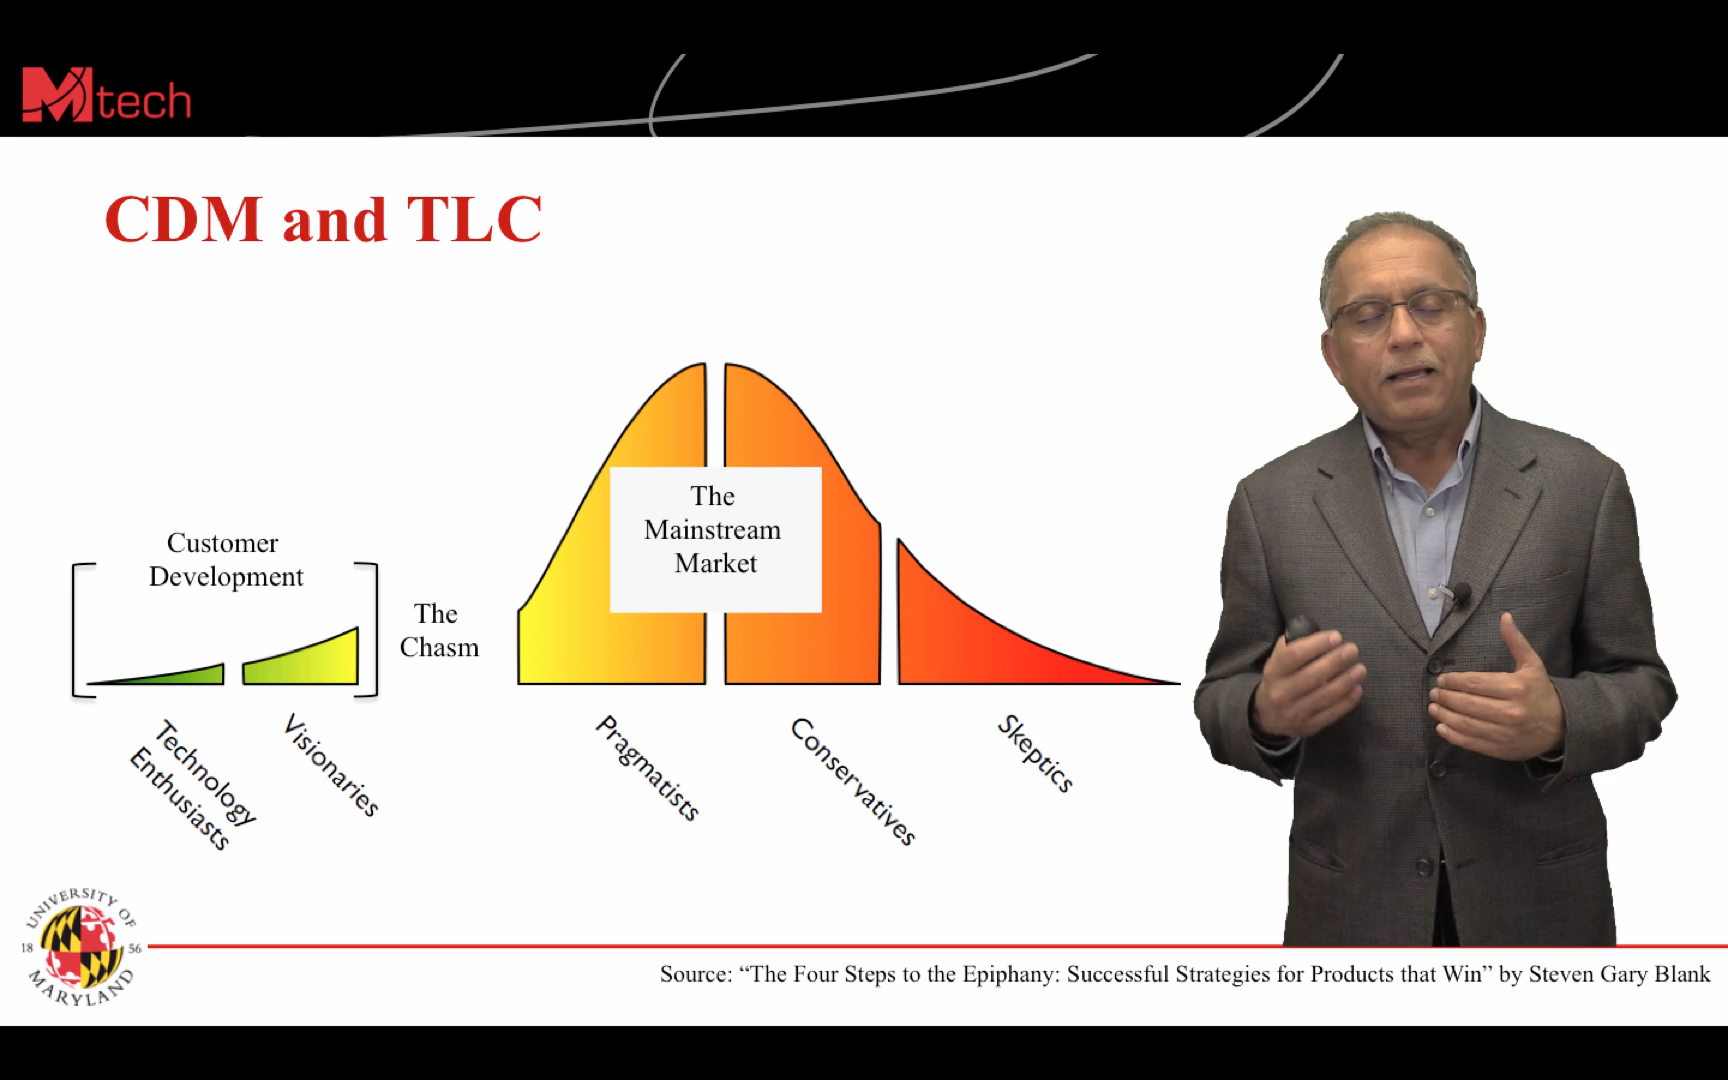 Mtech
CDM and TLC
Customer
Development
The
Chasm
The
Mainstream
Market
Technology
Enthusiasts
Visionaries
Pragmatists
Conservatives
Skeptics
UNIVERSITY OF
18 56
MARYLAND
Source: “The Four Steps to the Epiphany: Successful Strategies for Products that Win” by Steven Gary Blank